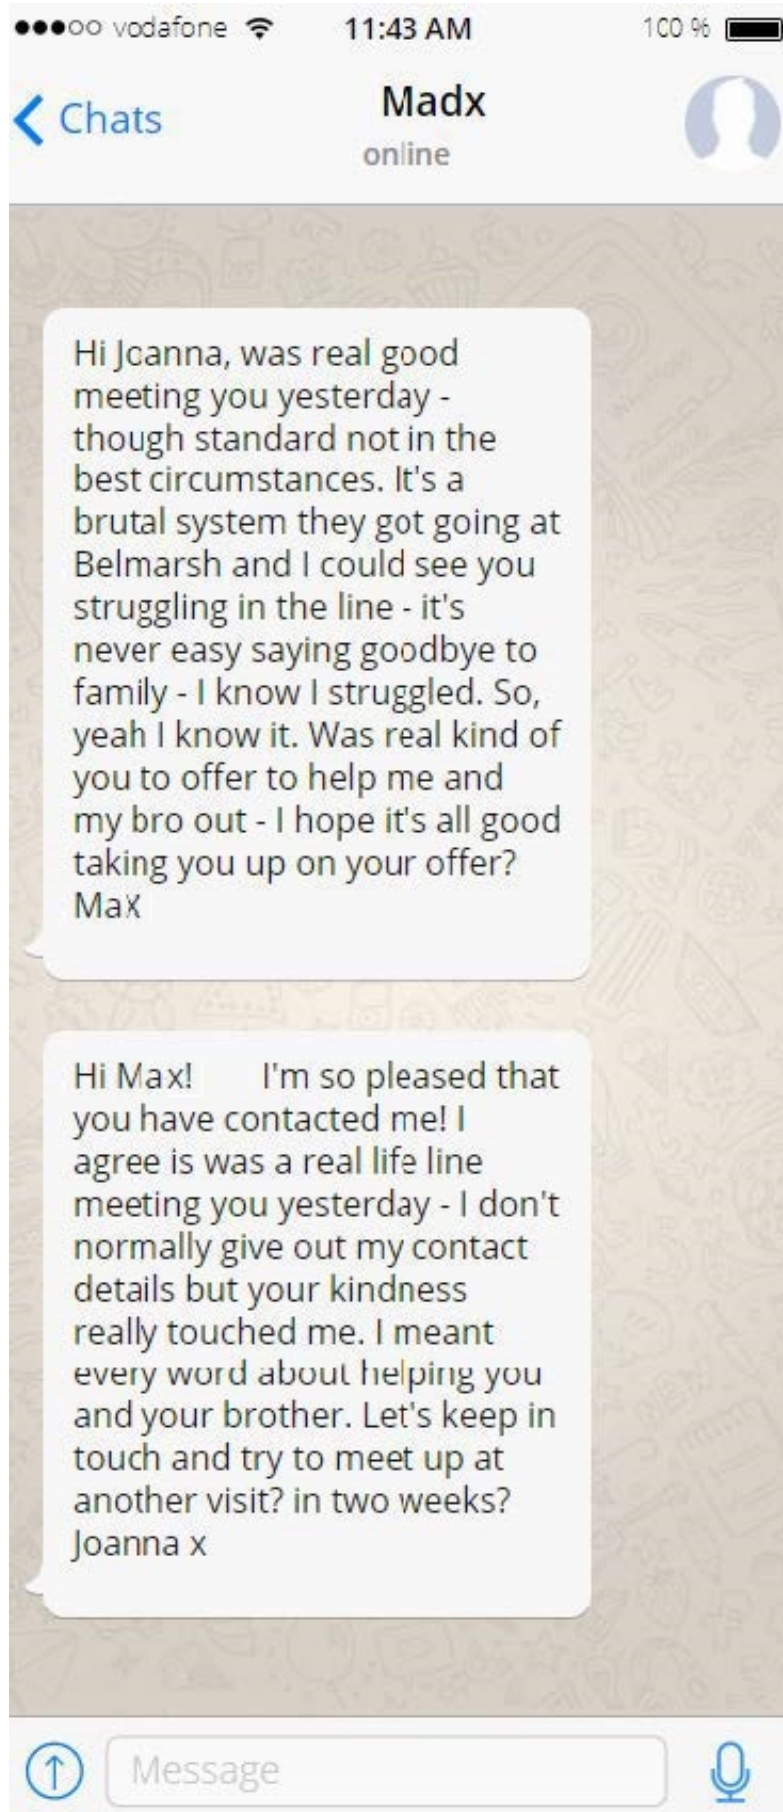 vodafone 11:43 AM 100 %
Chats Madx
online
Hi Joanna, was real good
meeting you yesterday -
though standard not in the
best circumstances. It's a
brutal system they got going at
Belmarsh and I could see you
struggling in the line - it's
never easy saying goodbye to
family - I know I struggled. So,
yeah I know it. Was real kind of
you to offer to help me and
my bro out - I hope it's all good
taking you up on your offer?
Max
Hi Max! I'm so pleased that
you have contacted me! I
agree is was a real life line
meeting you yesterday - I don't
normally give out my contact
details but your kindness
really touched me. I meant
every word about helping you
and your brother. Let's keep in
touch and try to meet up at
another visit? in two weeks?
Joanna x
Message